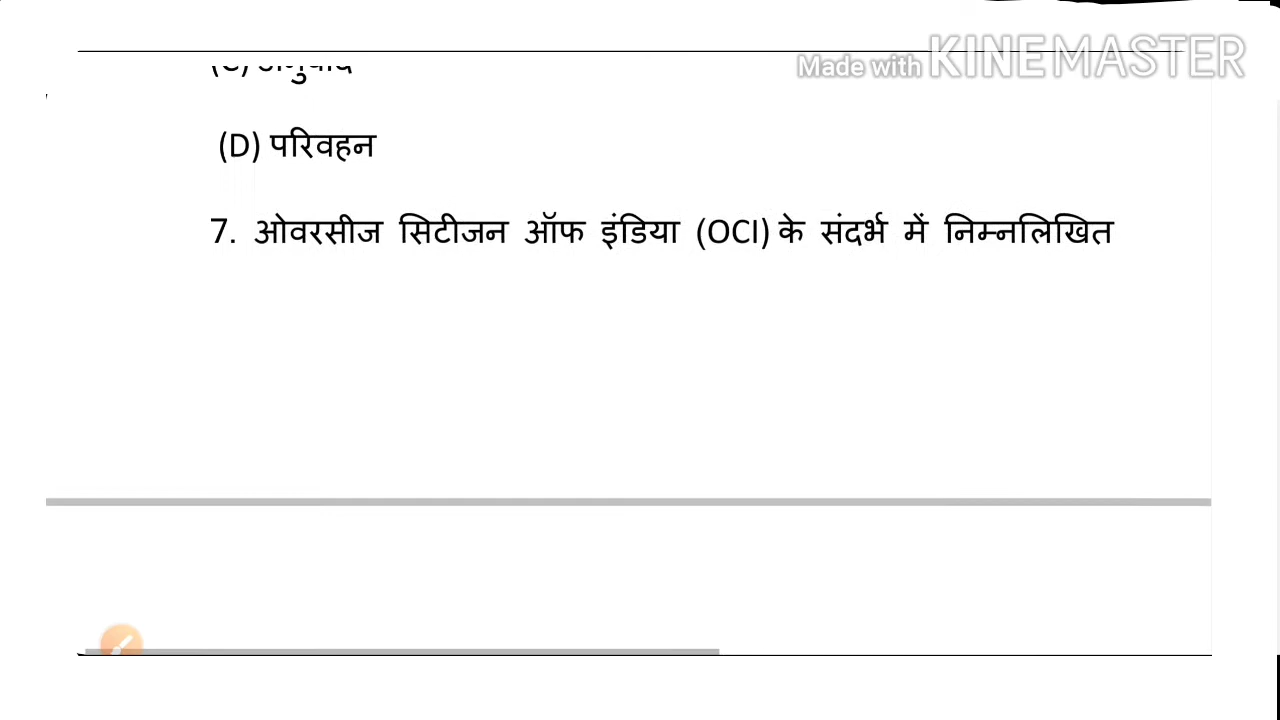 Made with KINEMASTER
(D) परिवहन
7. ओवरसीज सिटीजन ऑफ इंडिया (OCI) के संदर्भ में निम्नलिखित